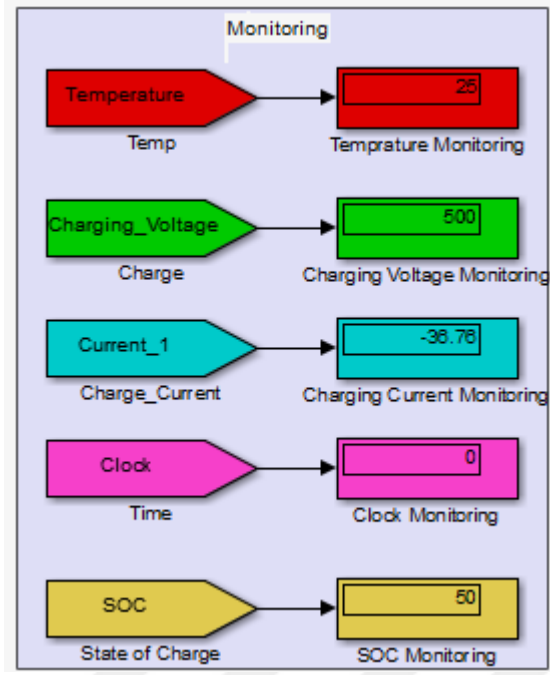 Monitoring
Temperature
25
Temp
Temprature Monitoring
Charging_Voltage
500
Charge
Charging Voltage Monitoring
Current_1
-36.76
Charge_Current
Charging Current Monitoring
Clock
0
Time
Clock Monitoring
SOC
50
State of Charge
SOC Monitoring